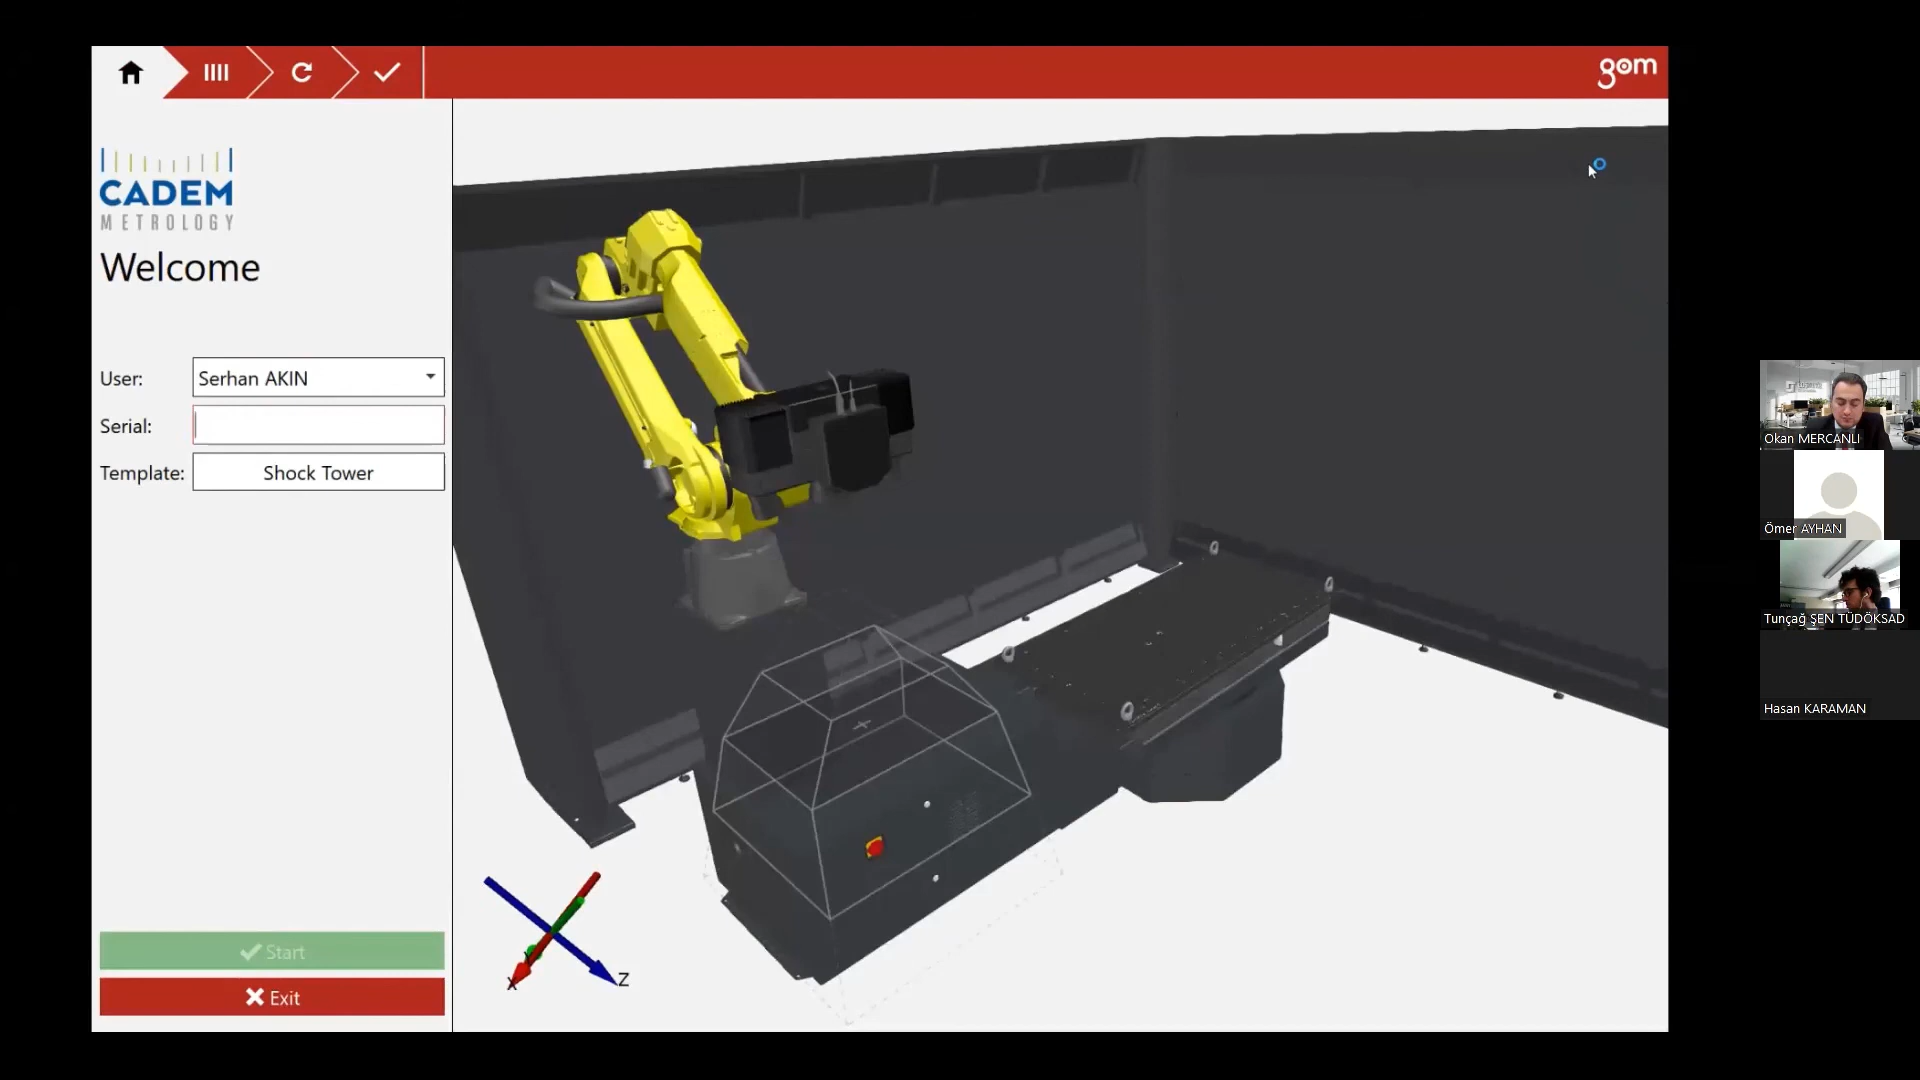 gom
CADEM
METROLOGY
Welcome
User:
Serhan AKIN
Serial:
Template:
Shock Tower
Start
Exit
X
Z
Okan MERCANLI
Ömer AYHAN
Tunçağ ŞEN TÜDÖKSAD
Hasan KARAMAN